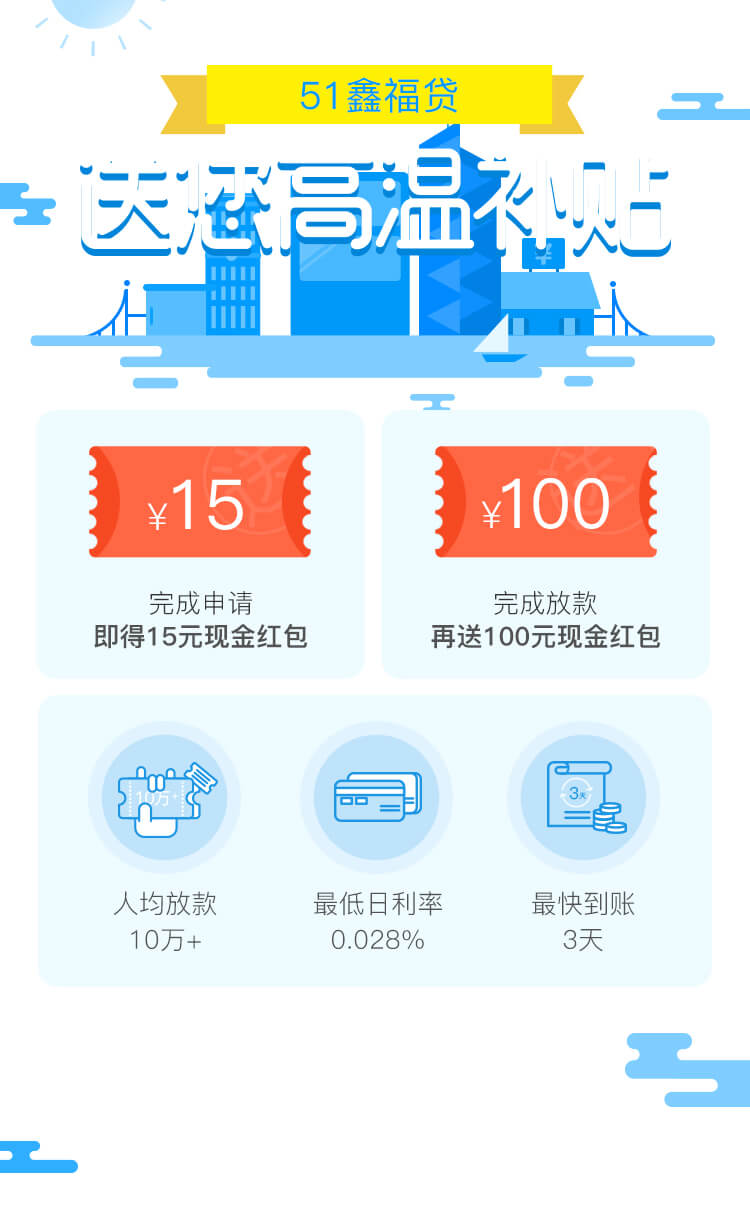 51鑫福贷
送您高温补贴
¥
¥15
¥100
完成申请
即得15元现金红包
完成放款
再送100元现金红包
10万+
3天
人均放款
10万+
最低日利率
0.028%
最快到账
3天